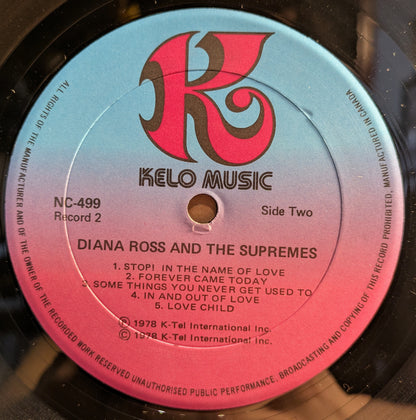 K
KELO MUSIC
NC-499
Record 2
Side Two
DIANA ROSS AND THE SUPREMES
1. STOP! IN THE NAME OF LOVE
2. FOREVER CAME TODAY
3. SOME THINGS YOU NEVER GET USED TO
4. IN AND OUT OF LOVE
5. LOVE CHILD
Ⓟ 1978 K-Tel International Inc.
© 1978 K-Tel International Inc.
ALL RIGHTS OF THE MANUFACTURER AND OF THE OWNER OF THE RECORDED WORK RESERVED UNAUTHORISED PUBLIC PERFORMANCE, BROADCASTING AND COPYING OF THIS RECORD PROHIBITED, MANUFACTURED IN CANADA